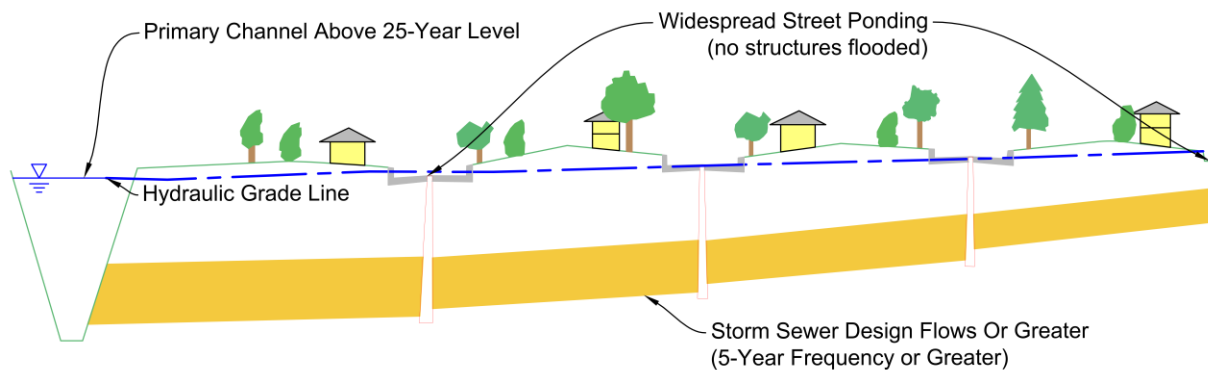 Primary Channel Above 25-Year Level
Widespread Street Ponding
(no structures flooded)
Hydraulic Grade Line
Storm Sewer Design Flows Or Greater
(5-Year Frequency or Greater)